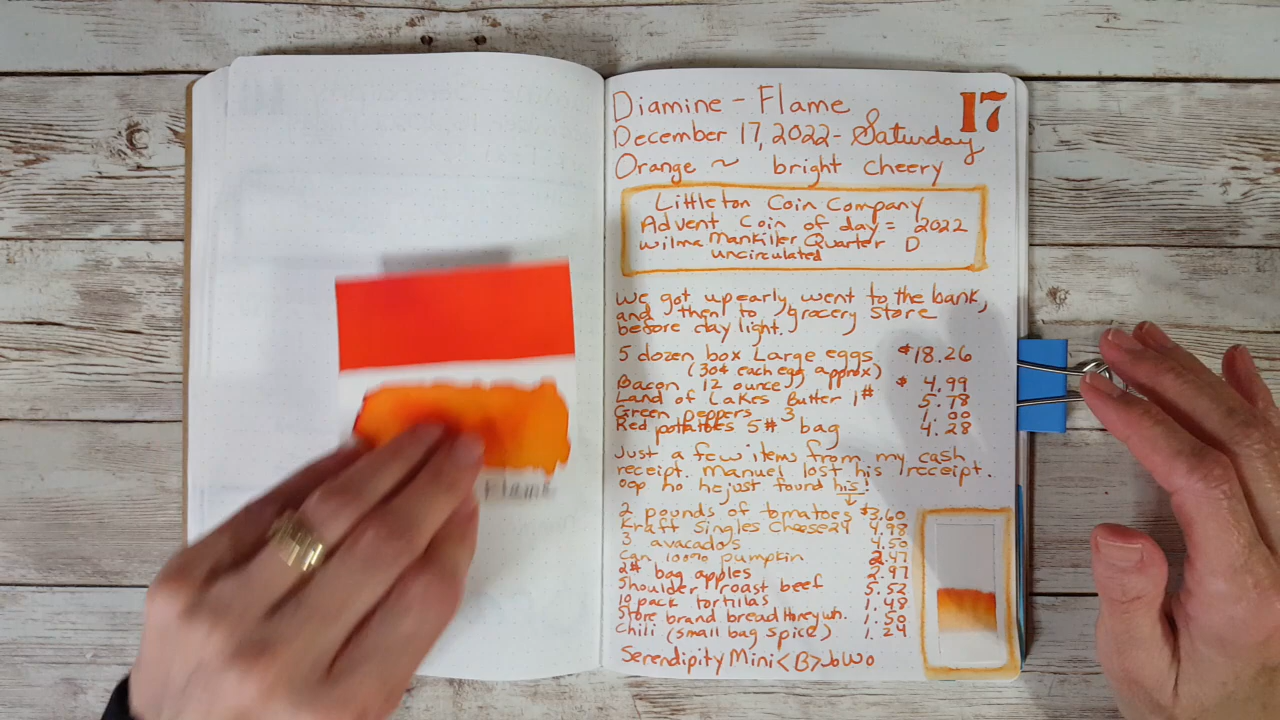 Flame
Diamine - Flame
17
December 17, 2022 - Saturday
Orange ~ bright cheery
Littleton Coin Company
Advent Coin of day = 2022
Wilma Mankiller Quarter D
uncirculated
We got up early, went to the bank,
and then to grocery store
before day light.
5 dozen box Large eggs $18.26
(30¢ each egg approx)
Bacon 12 ounce $ 4.99
Land of Lakes Butter 1# 5.78
Green peppers 3 1.00
Red potatoes 5# bag 4.28
Just a few items from my cash
receipt. Manuel lost his receipt.
oop ho he just found his!
2 pounds of tomatoes $3.60
Kraft Singles Cheese 24 4.98
3 avacados 4.50
Can 100% pumpkin 2.47
2# bag apples 2.97
Shoulder roast beef 5.52
10 pack tortilas 1.48
Store brand bread Honey wh. 1.50
Chili (small bag spice) 1.24
Serendipity Mini <B> JoWo